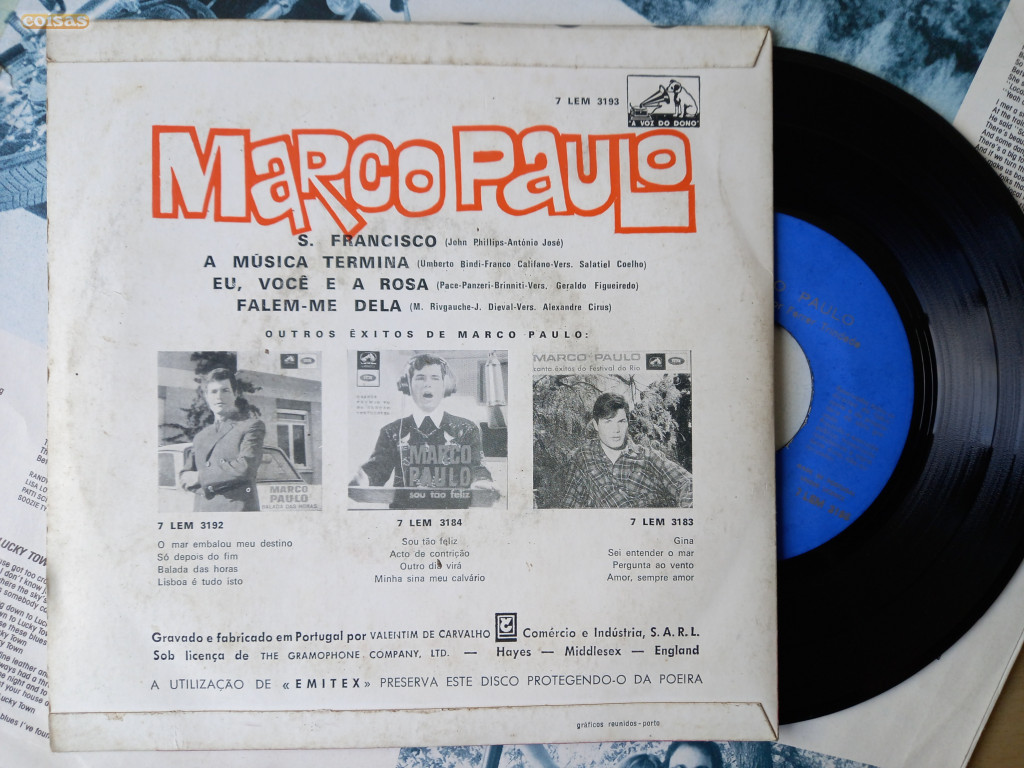 coisas
7 LEM 3193
"A VOZ DO DONO"
MARCO PAULO
S. FRANCISCO (John Phillips-António José)
A MÚSICA TERMINA (Umberto Bindi-Franco Califano-Vers. Salatiel Coelho)
EU, VOCÊ E A ROSA (Pace-Panzeri-Brinniti-Vers. Geraldo Figueiredo)
FALEM-ME DELA (M. Rivgauche-J. Dieval-Vers. Alexandre Cirus)
OUTROS ÊXITOS DE MARCO PAULO:
MARCO
PAULO
BALADA DAS HORAS
MARCO
PAULO
sou tão feliz
MARCO PAULO
canta êxitos do Festival do Rio
7 LEM 3192
O mar embalou meu destino
Só depois do fim
Balada das horas
Lisboa é tudo isto
7 LEM 3184
Sou tão feliz
Acto de contrição
Outro dia virá
Minha sina meu calvário
7 LEM 3183
Gina
Sei entender o mar
Pergunta ao vento
Amor, sempre amor
Gravado e fabricado em Portugal por VALENTIM DE CARVALHO Comércio e Indústria, S.A.R.L.
Sob licença de THE GRAMOPHONE COMPANY, LTD. — Hayes — Middlesex — England
A UTILIZAÇÃO DE «EMITEX» PRESERVA ESTE DISCO PROTEGENDO-O DA POEIRA
gráficos reunidos-porto
PAULO
LUCKY TOWN